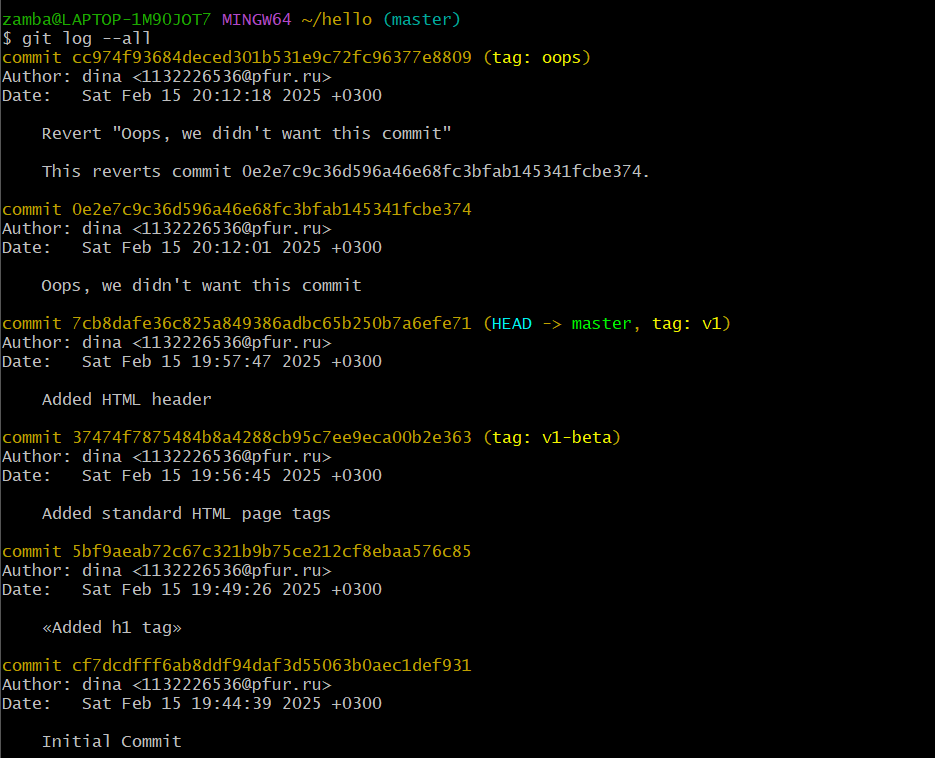 zamba@LAPTOP-1M90JOT7 MINGW64 ~/hello (master)
$ git log --all
commit cc974f93684deced301b531e9c72fc96377e8809 (tag: oops)
Author: dina <1132226536@pfur.ru>
Date:   Sat Feb 15 20:12:18 2025 +0300
    Revert "Oops, we didn't want this commit"
    This reverts commit 0e2e7c9c36d596a46e68fc3bfab145341fcbe374.
commit 0e2e7c9c36d596a46e68fc3bfab145341fcbe374
Author: dina <1132226536@pfur.ru>
Date:   Sat Feb 15 20:12:01 2025 +0300
    Oops, we didn't want this commit
commit 7cb8dafe36c825a849386adbc65b250b7a6efe71 (HEAD -> master, tag: v1)
Author: dina <1132226536@pfur.ru>
Date:   Sat Feb 15 19:57:47 2025 +0300
    Added HTML header
commit 37474f7875484b8a4288cb95c7ee9eca00b2e363 (tag: v1-beta)
Author: dina <1132226536@pfur.ru>
Date:   Sat Feb 15 19:56:45 2025 +0300
    Added standard HTML page tags
commit 5bf9aeab72c67c321b9b75ce212cf8ebaa576c85
Author: dina <1132226536@pfur.ru>
Date:   Sat Feb 15 19:49:26 2025 +0300
    «Added h1 tag»
commit cf7dcdfff6ab8ddf94daf3d55063b0aec1def931
Author: dina <1132226536@pfur.ru>
Date:   Sat Feb 15 19:44:39 2025 +0300
    Initial Commit